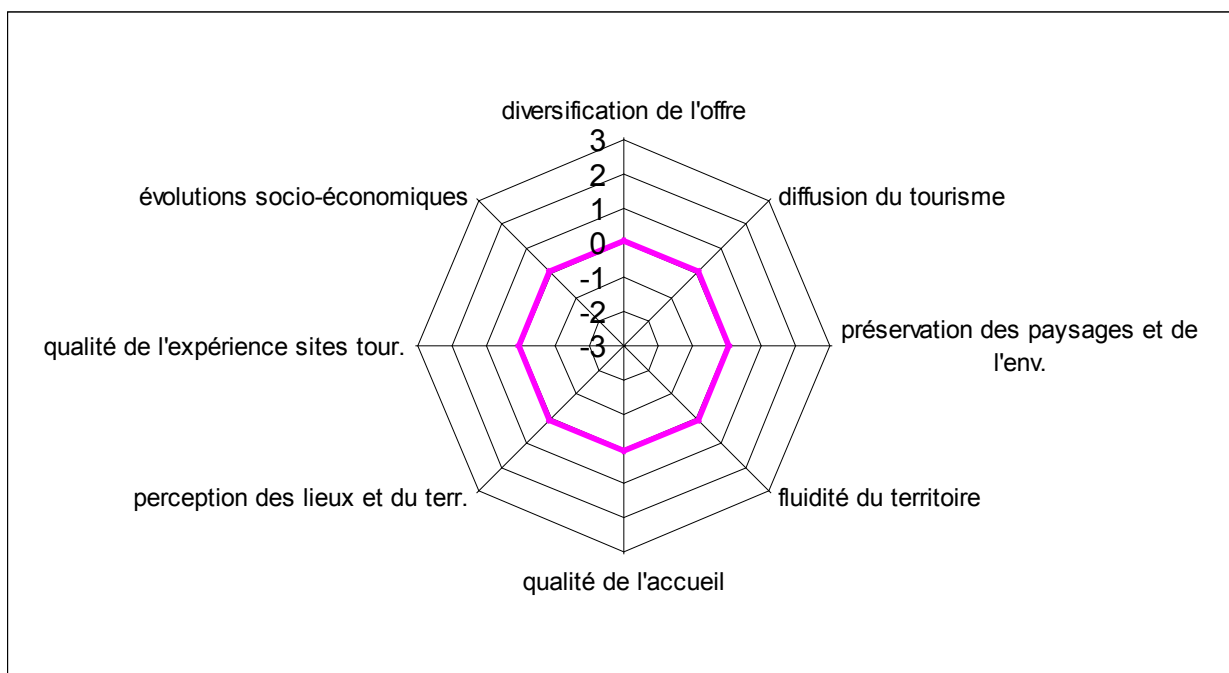 diversification de l'offre
3
2
1
0
-1
-2
-3
évolutions socio-économiques
diffusion du tourisme
qualité de l'expérience sites tour.
préservation des paysages et de
l'env.
perception des lieux et du terr.
fluidité du territoire
qualité de l'accueil